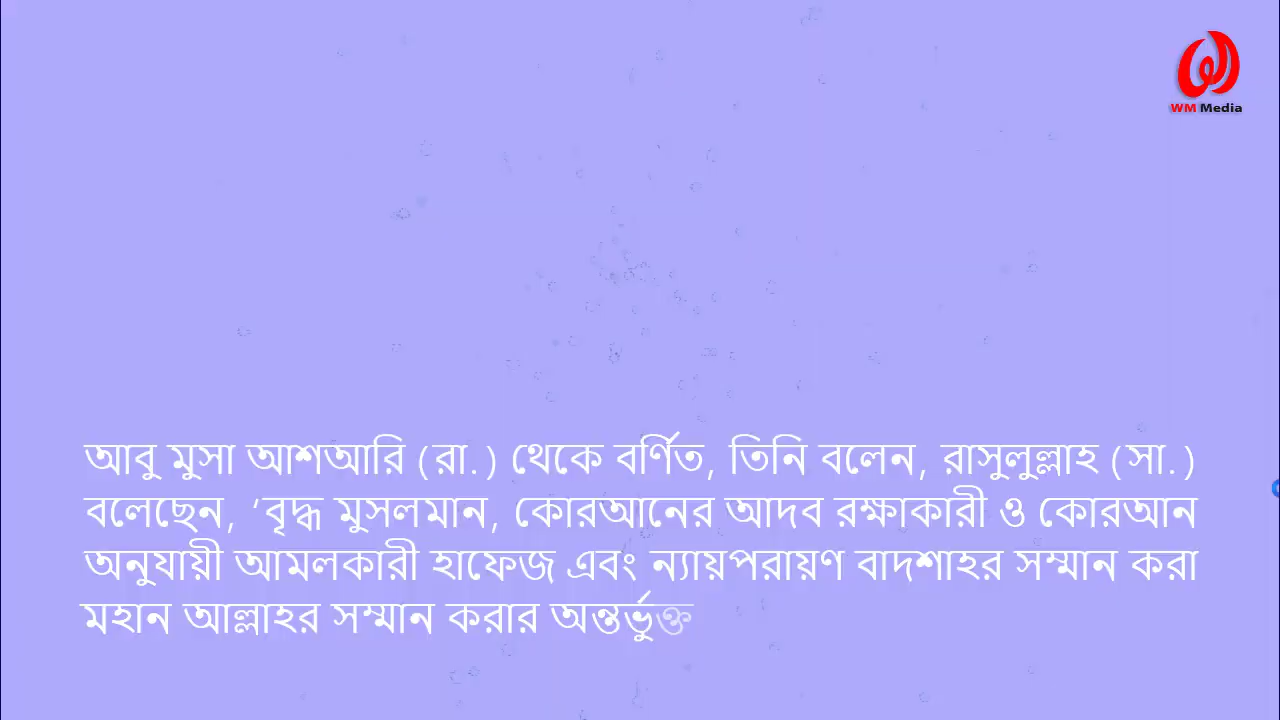 WM Media
আবু মুসা আশআরি (রা.) থেকে বর্ণিত, তিনি বলেন, রাসুলুল্লাহ (সা.)
বলেছেন, ‘বৃদ্ধ মুসলমান, কোরআনের আদব রক্ষাকারী ও কোরআন
অনুযায়ী আমলকারী হাফেজ এবং ন্যায়পরায়ণ বাদশাহর সম্মান করা
মহান আল্লাহর সম্মান করার অন্তর্ভুক্ত